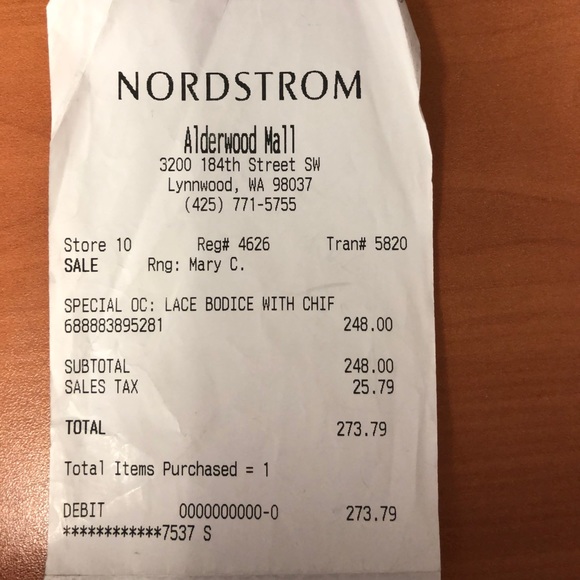 NORDSTROM
Alderwood Mall
3200 184th Street SW
Lynnwood, WA 98037
(425) 771-5755
Store 10 Reg# 4626 Tran# 5820
SALE Rng: Mary C.
SPECIAL OC: LACE BODICE WITH CHIF
688883895281 248.00
SUBTOTAL 248.00
SALES TAX 25.79
TOTAL 273.79
Total Items Purchased = 1
DEBIT 0000000000-0 273.79
************7537 S